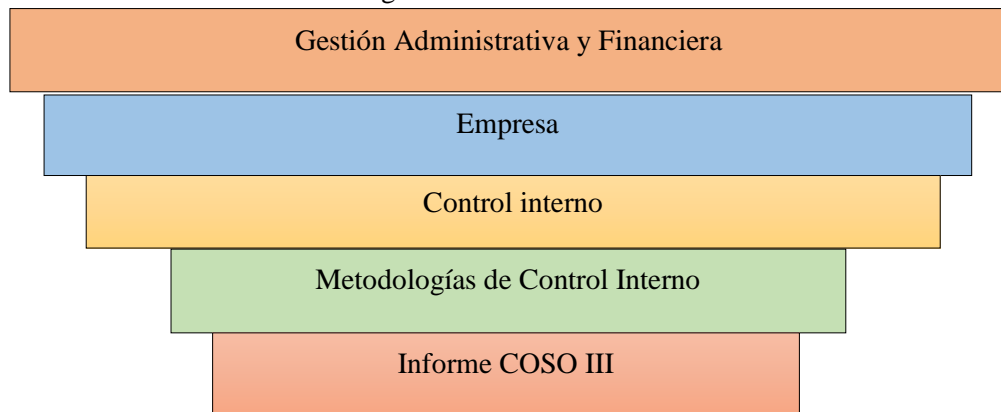 Gestión Administrativa y Financiera
Empresa
Control interno
Metodologías de Control Interno
Informe COSO III